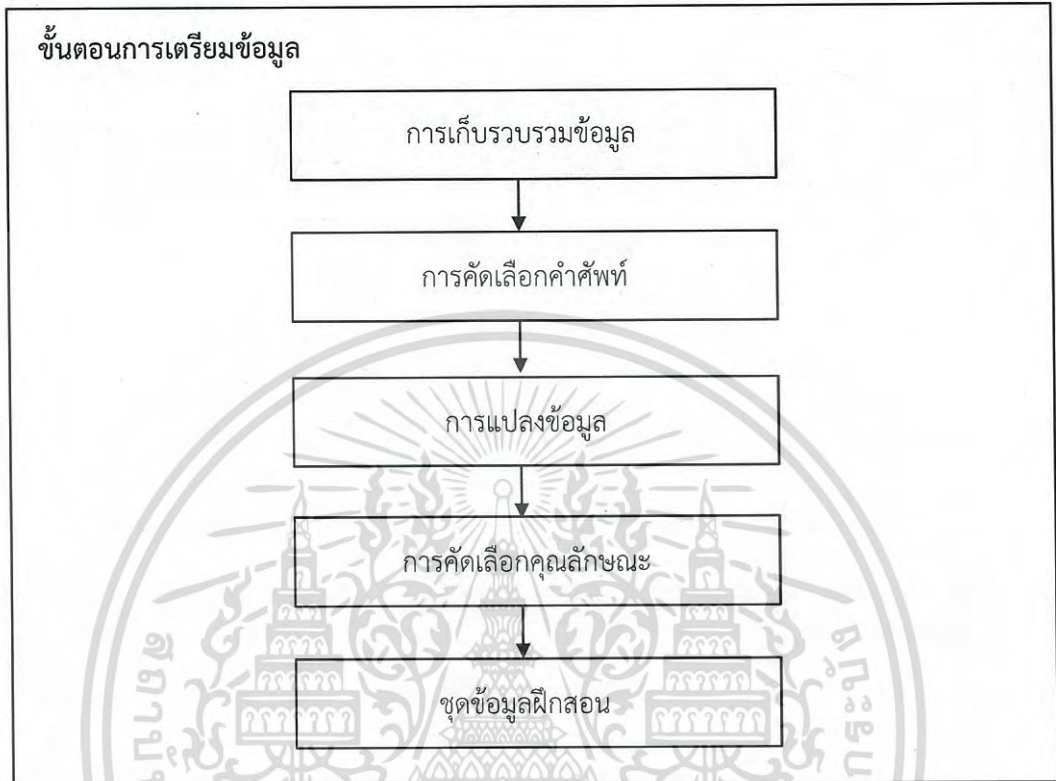 ขั้นตอนการเตรียมข้อมูล
การเก็บรวบรวมข้อมูล
การคัดเลือกคำศัพท์
การแปลงข้อมูล
การคัดเลือกคุณลักษณะ
ชุดข้อมูลฝึกสอน